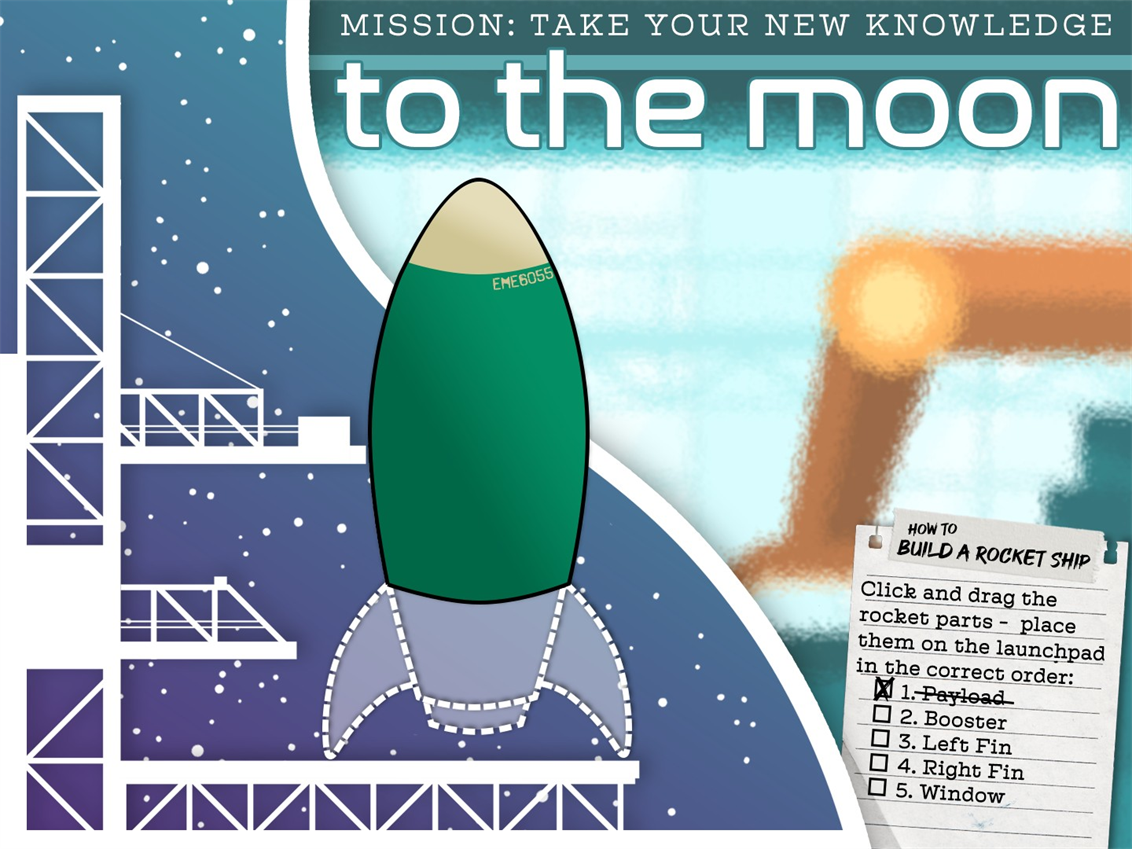 MISSION: TAKE YOUR NEW KNOWLEDGE
to the moon
EME6055
HOW TO
BUILD A ROCKET SHIP
Click and drag the
rocket parts - place
them on the launchpad
in the correct order:
1. Payload
2. Booster
3. Left Fin
4. Right Fin
5. Window